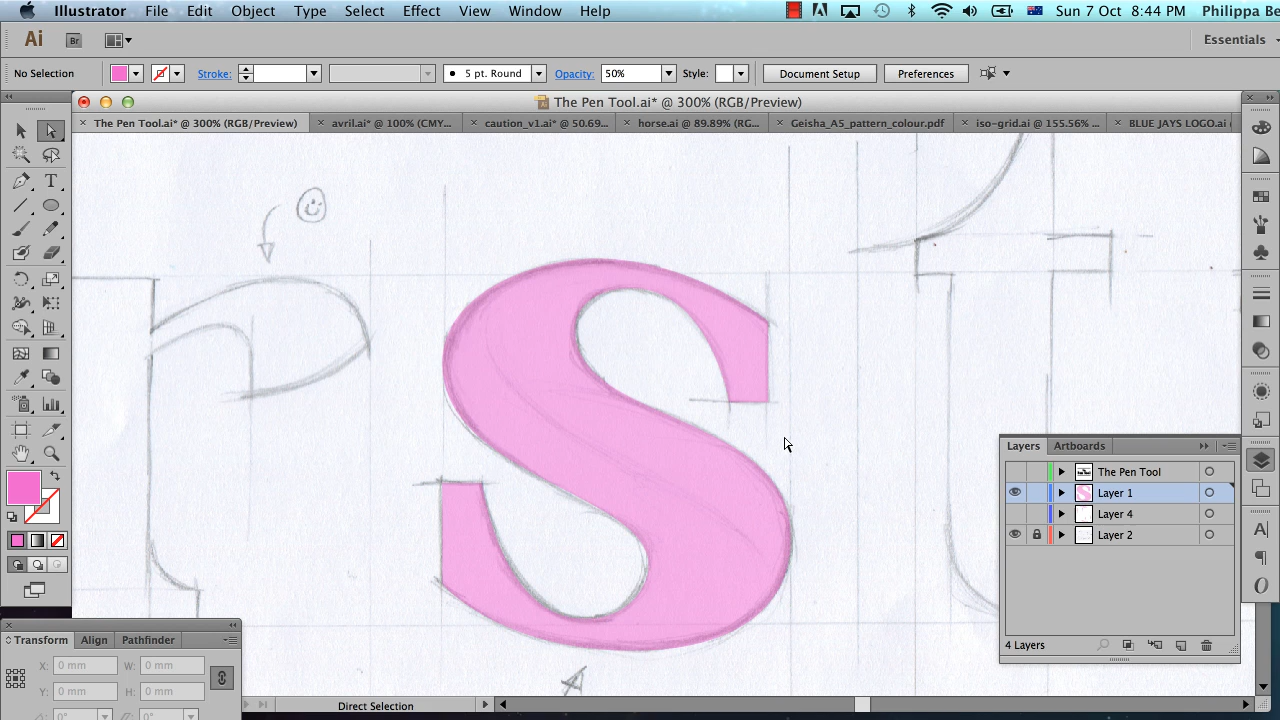 Illustrator File Edit Object Type Select Effect View Window Help Sun 7 Oct 8:44 PM Philippa Be
Ai Br Essentials
No Selection Stroke: 5 pt. Round Opacity: 50% Style: Document Setup Preferences
The Pen Tool.ai* @ 300% (RGB/Preview)
The Pen Tool.ai* @ 300% (RGB/Preview) avril.ai* @ 100% (CMY... caution_v1.ai* @ 50.69... horse.ai @ 89.89% (RG... Geisha_A5_pattern_colour.pdf iso-grid.ai @ 155.56% ... BLUE JAYS LOGO.ai
S
Layers Artboards
The Pen Tool
Layer 1
Layer 4
Layer 2
4 Layers
Transform Align Pathfinder
X: 0 mm W: 0 mm
Y: 0 mm H: 0 mm
0° 0°
Direct Selection